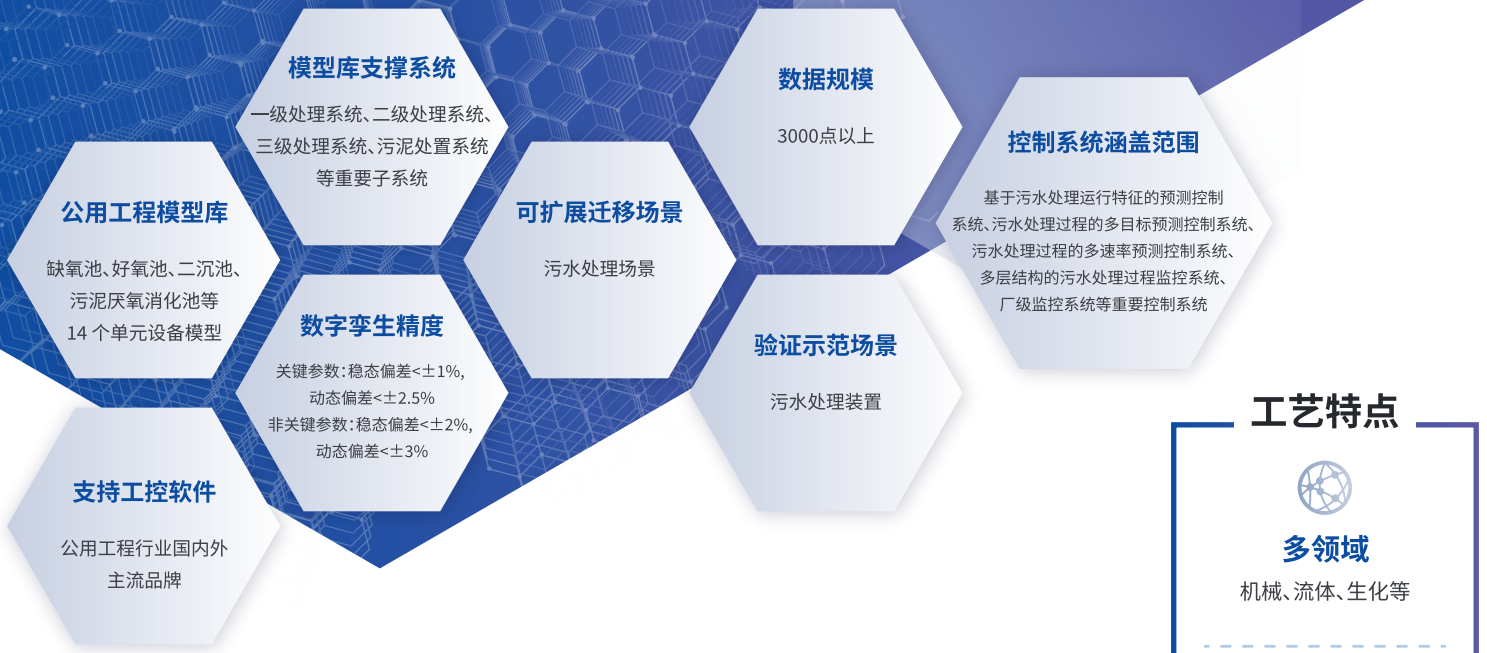 模型库支撑系统
一级处理系统、二级处理系统、
三级处理系统、污泥处置系统
等重要子系统
数据规模
3000点以上
控制系统涵盖范围
基于污水处理运行特征的预测控制
系统、污水处理过程的多目标预测控制系统、
污水处理过程的多速率预测控制系统、
多层结构的污水处理过程监控系统、
厂级监控系统等重要控制系统
公用工程模型库
缺氧池、好氧池、二沉池、
污泥厌氧消化池等
14 个单元设备模型
可扩展迁移场景
污水处理场景
数字孪生精度
关键参数：稳态偏差<±1%，
动态偏差<±2.5%
非关键参数：稳态偏差<±2%，
动态偏差<±3%
验证示范场景
污水处理装置
支持工控软件
公用工程行业国内外
主流品牌
工艺特点
多领域
机械、流体、生化等